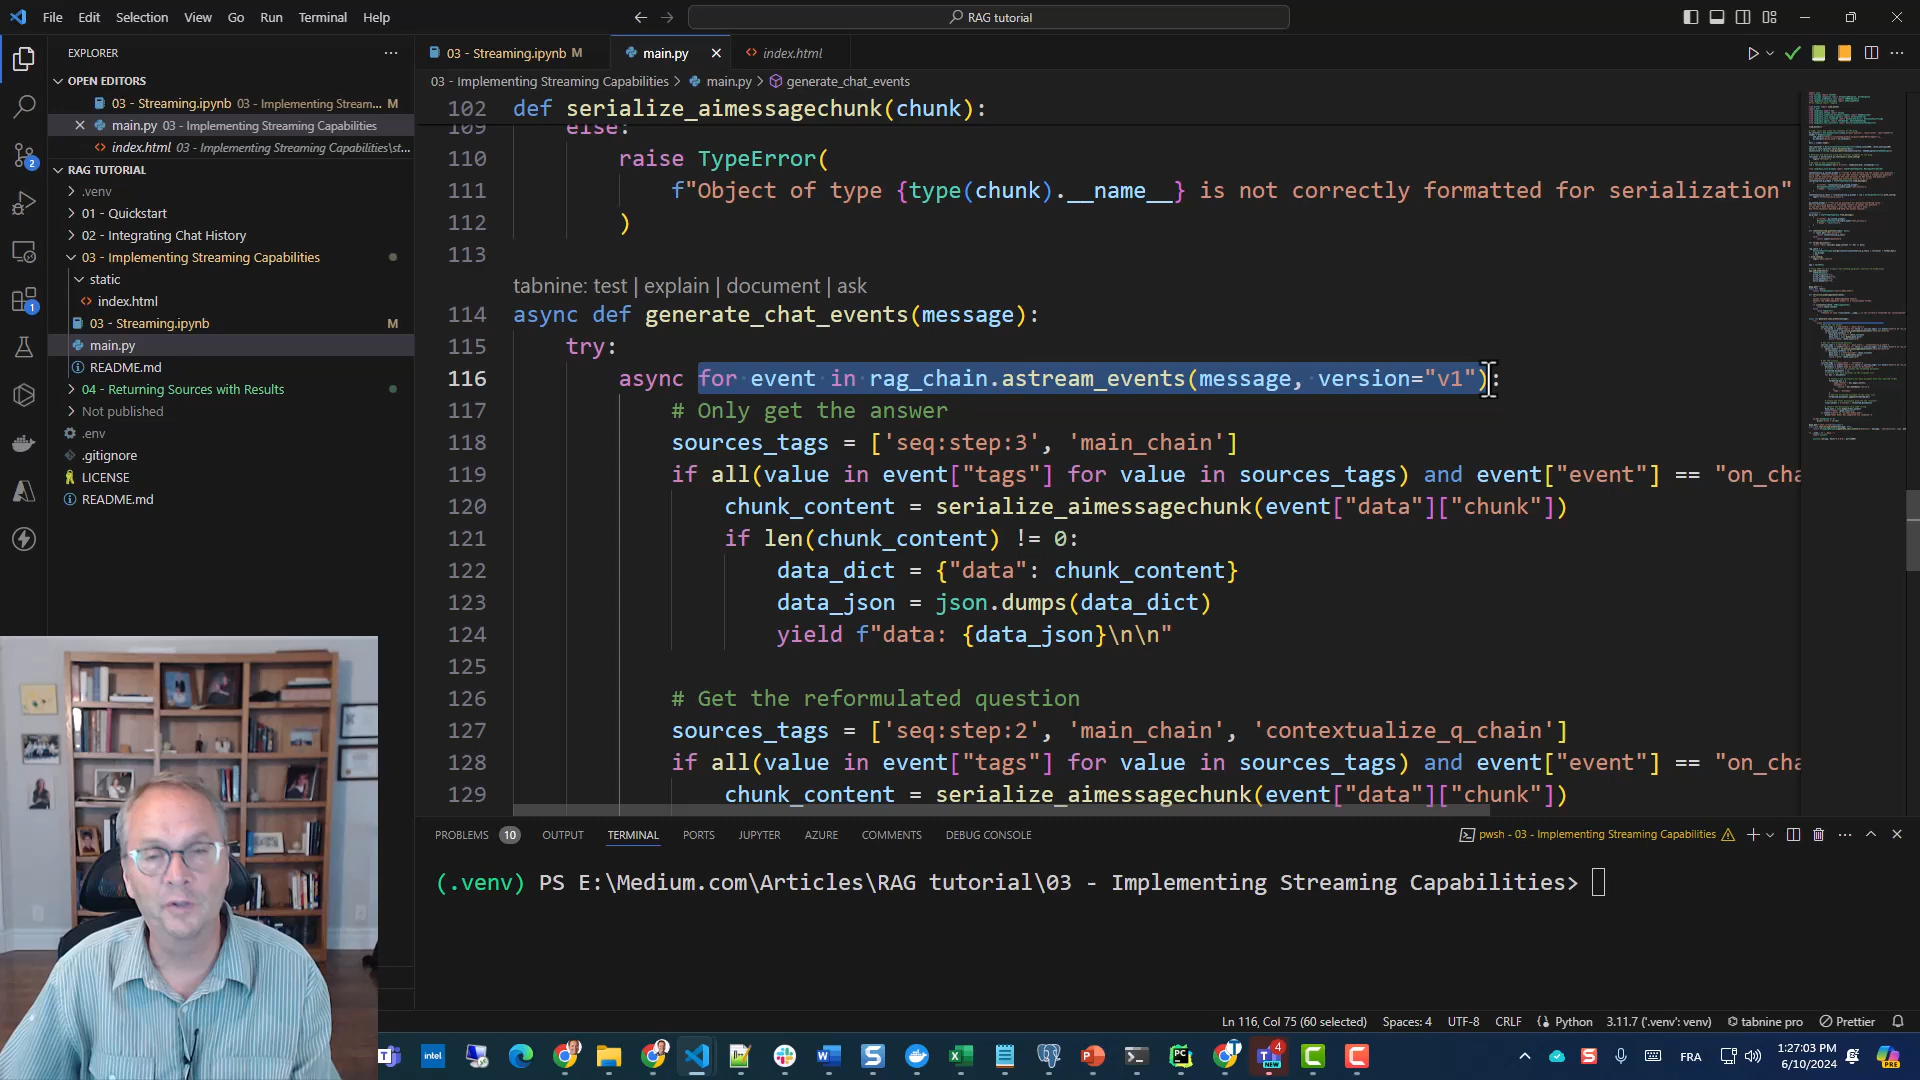 File Edit Selection View Go Run Terminal Help
RAG tutorial
EXPLORER
OPEN EDITORS
03 - Streaming.ipynb 03 - Implementing Stream... M
main.py 03 - Implementing Streaming Capabilities
index.html 03 - Implementing Streaming Capabilities\st...
RAG TUTORIAL
.venv
01 - Quickstart
02 - Integrating Chat History
03 - Implementing Streaming Capabilities
static
index.html
03 - Streaming.ipynb M
main.py
README.md
04 - Returning Sources with Results
Not published
.env
.gitignore
LICENSE
README.md
2
1
03 - Streaming.ipynb M
main.py
index.html
03 - Implementing Streaming Capabilities > main.py > generate_chat_events
102 def serialize_aimessagechunk(chunk):
109 else:
110 raise TypeError(
111 f"Object of type {type(chunk).__name__} is not correctly formatted for serialization"
112 )
113
tabnine: test | explain | document | ask
114 async def generate_chat_events(message):
115 try:
116 async for event in rag_chain.astream_events(message, version="v1"):
117 # Only get the answer
118 sources_tags = ['seq:step:3', 'main_chain']
119 if all(value in event["tags"] for value in sources_tags) and event["event"] == "on_cha
120 chunk_content = serialize_aimessagechunk(event["data"]["chunk"])
121 if len(chunk_content) != 0:
122 data_dict = {"data": chunk_content}
123 data_json = json.dumps(data_dict)
124 yield f"data: {data_json}\n\n"
125
126 # Get the reformulated question
127 sources_tags = ['seq:step:2', 'main_chain', 'contextualize_q_chain']
128 if all(value in event["tags"] for value in sources_tags) and event["event"] == "on_cha
129 chunk_content = serialize_aimessagechunk(event["data"]["chunk"])
PROBLEMS 10 OUTPUT TERMINAL PORTS JUPYTER AZURE COMMENTS DEBUG CONSOLE
pwsh - 03 - Implementing Streaming Capabilities
(.venv) PS E:\Medium.com\Articles\RAG tutorial\03 - Implementing Streaming Capabilities>
Ln 116, Col 75 (60 selected) Spaces: 4 UTF-8 CRLF Python 3.11.7 ('.venv': venv) tabnine pro Prettier
intel
4
NEW
FRA
1:27:03 PM
6/10/2024
PRE